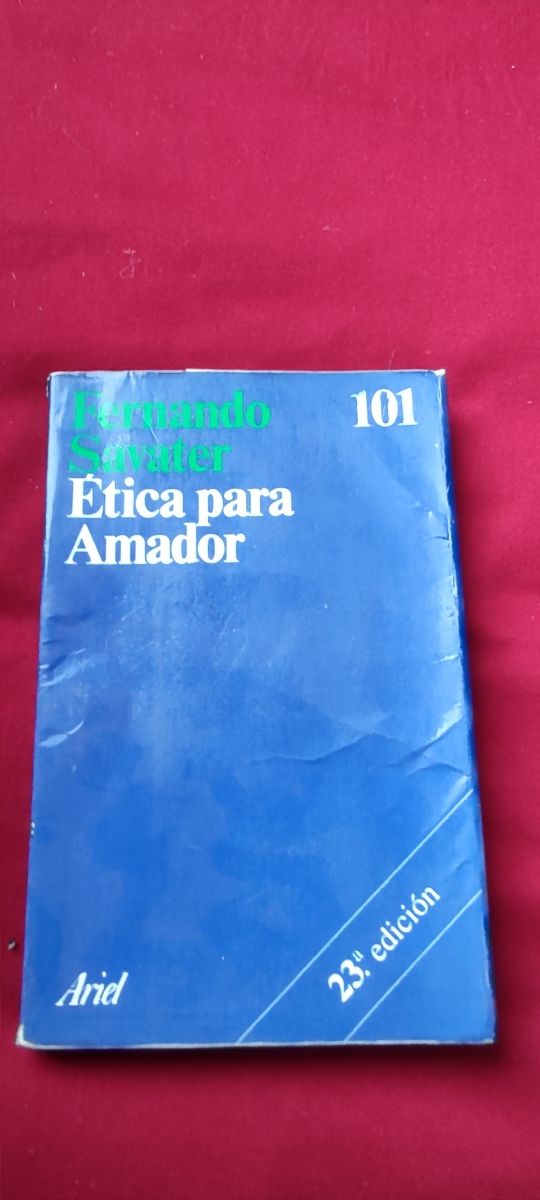 Fernando
Savater
Ética para
Amador
101
23.ª edición
Ariel